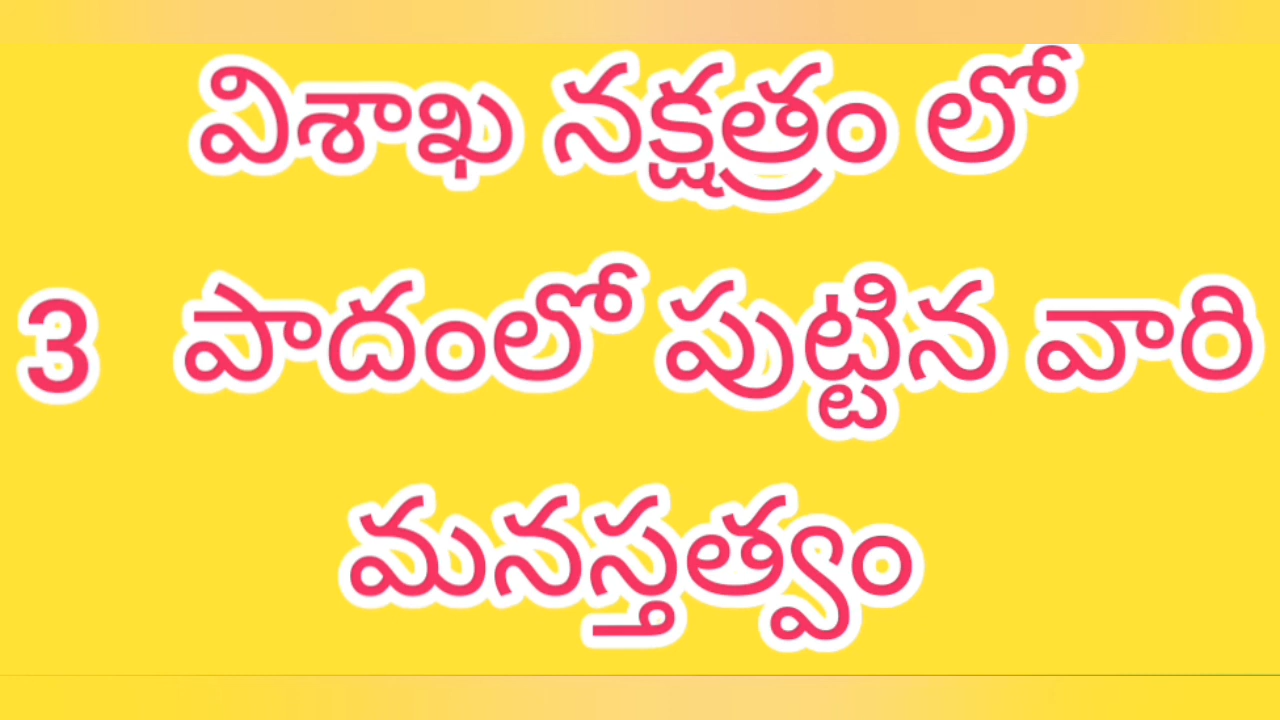 విశాఖ నక్షత్రం లో
3 పాదంలో పుట్టిన వారి
మనస్తత్వం